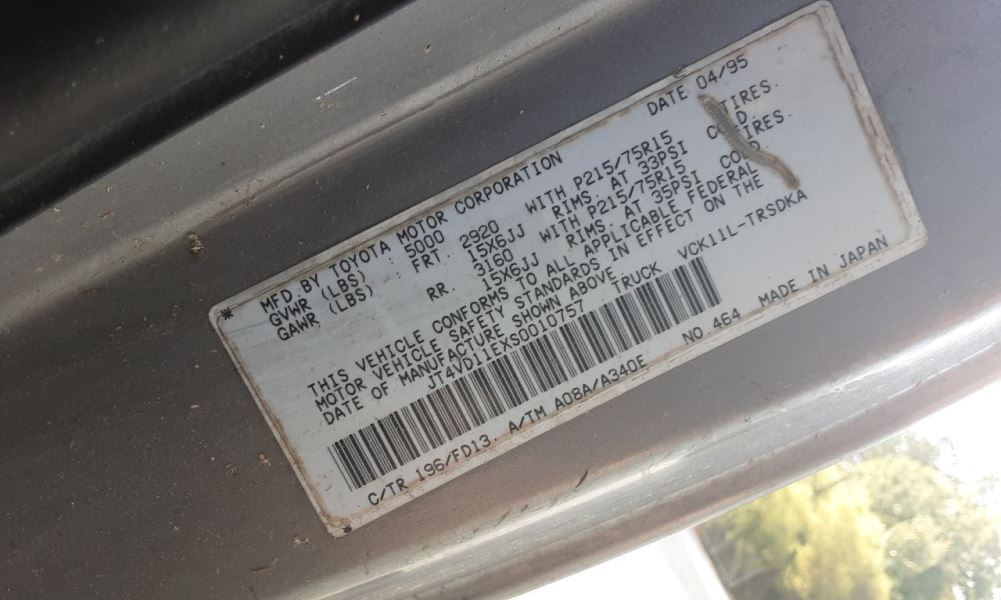 MFD.BY TOYOTA MOTOR CORPORATION DATE 04/95
GVWR (LBS) : 5000
GAWR (LBS) : FRT. 2920 WITH P215/75R15 TIRES.
15X6JJ RIMS. AT 33PSI COLD.
RR. 3160 WITH P215/75R15 TIRES.
15X6JJ RIMS. AT 35PSI COLD
THIS VEHICLE CONFORMS TO ALL APPLICABLE FEDERAL
MOTOR VEHICLE SAFETY STANDARDS IN EFFECT ON THE
DATE OF MANUFACTURE SHOWN ABOVE.
JT4VD11EXS0010757 TRUCK VCK11L-TRSDKA
C/TR 196/FD13. A/TM A08A/A340E NO 464 MADE IN JAPAN